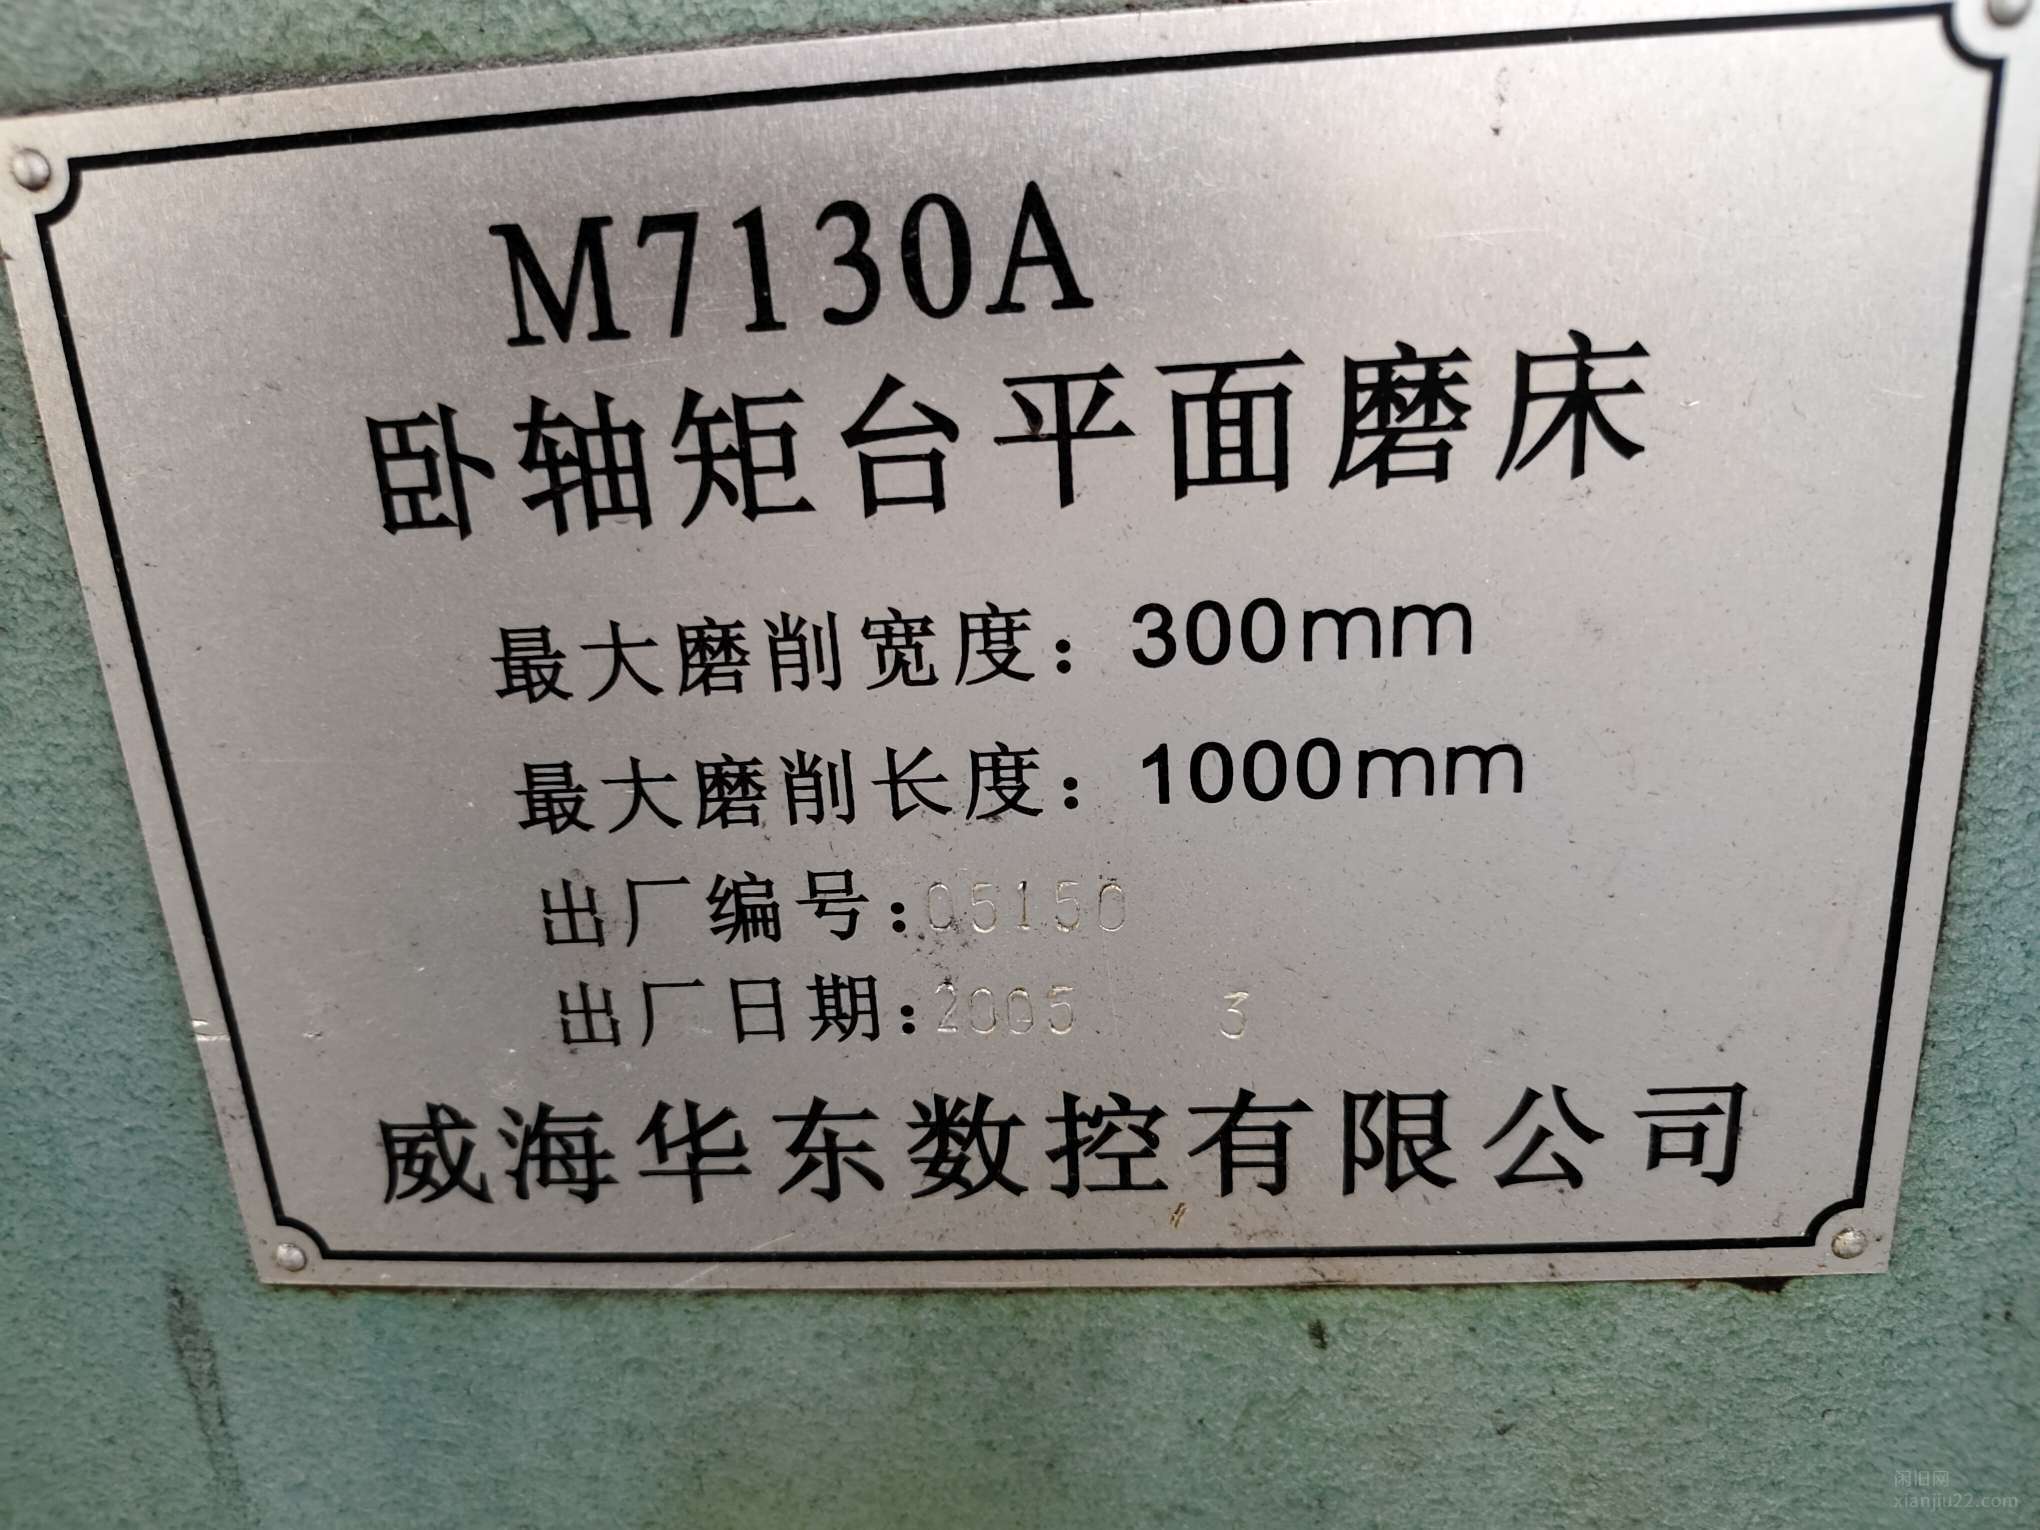 M7130A
卧轴矩台平面磨床
最大磨削宽度：300mm
最大磨削长度：1000mm
出厂编号：05150
出厂日期：2005 3
威海华东数控有限公司
闲旧网
xianjiu22.com